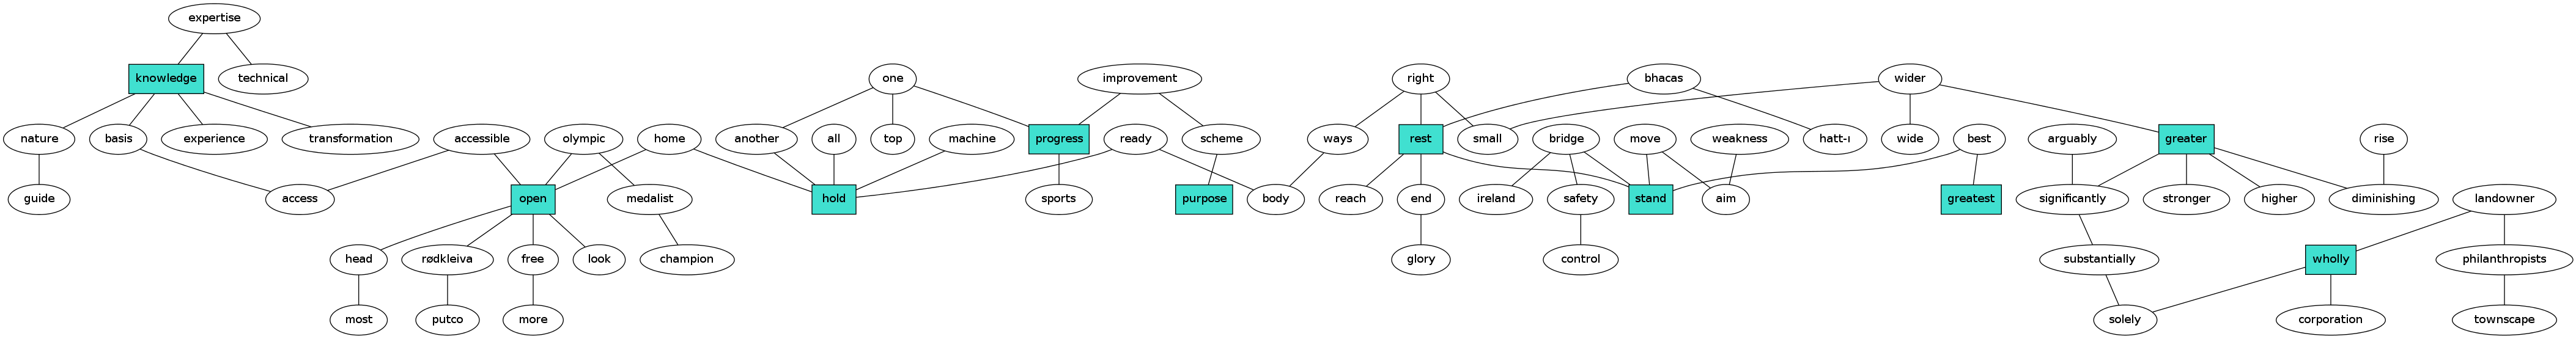 expertise
knowledge technical one improvement right bhacas wider
nature basis experience transformation accessible olympic home another all top machine progress ready scheme ways rest small bridge move weakness hatt-ı wide best arguably greater rise
guide access open medalist hold sports purpose body reach end ireland safety stand aim greatest significantly stronger higher diminishing landowner
head rødkleiva free look champion glory control substantially wholly philanthropists
most putco more solely corporation townscape